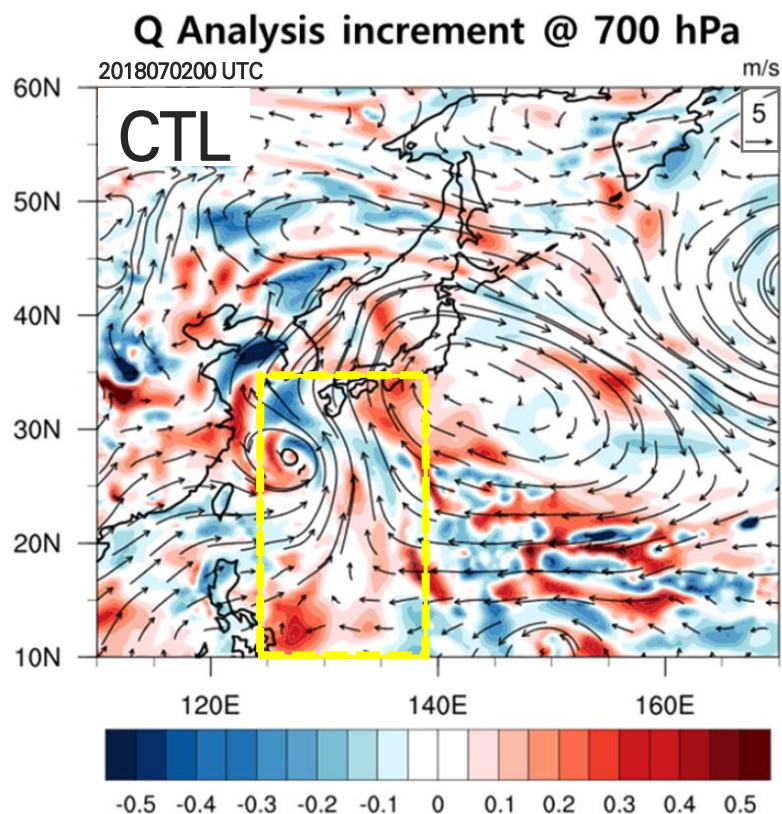 Q Analysis increment @ 700 hPa
2018070200 UTC
m/s
CTL
5
60N
50N
40N
30N
20N
10N
120E 140E 160E
-0.5 -0.4 -0.3 -0.2 -0.1 0 0.1 0.2 0.3 0.4 0.5